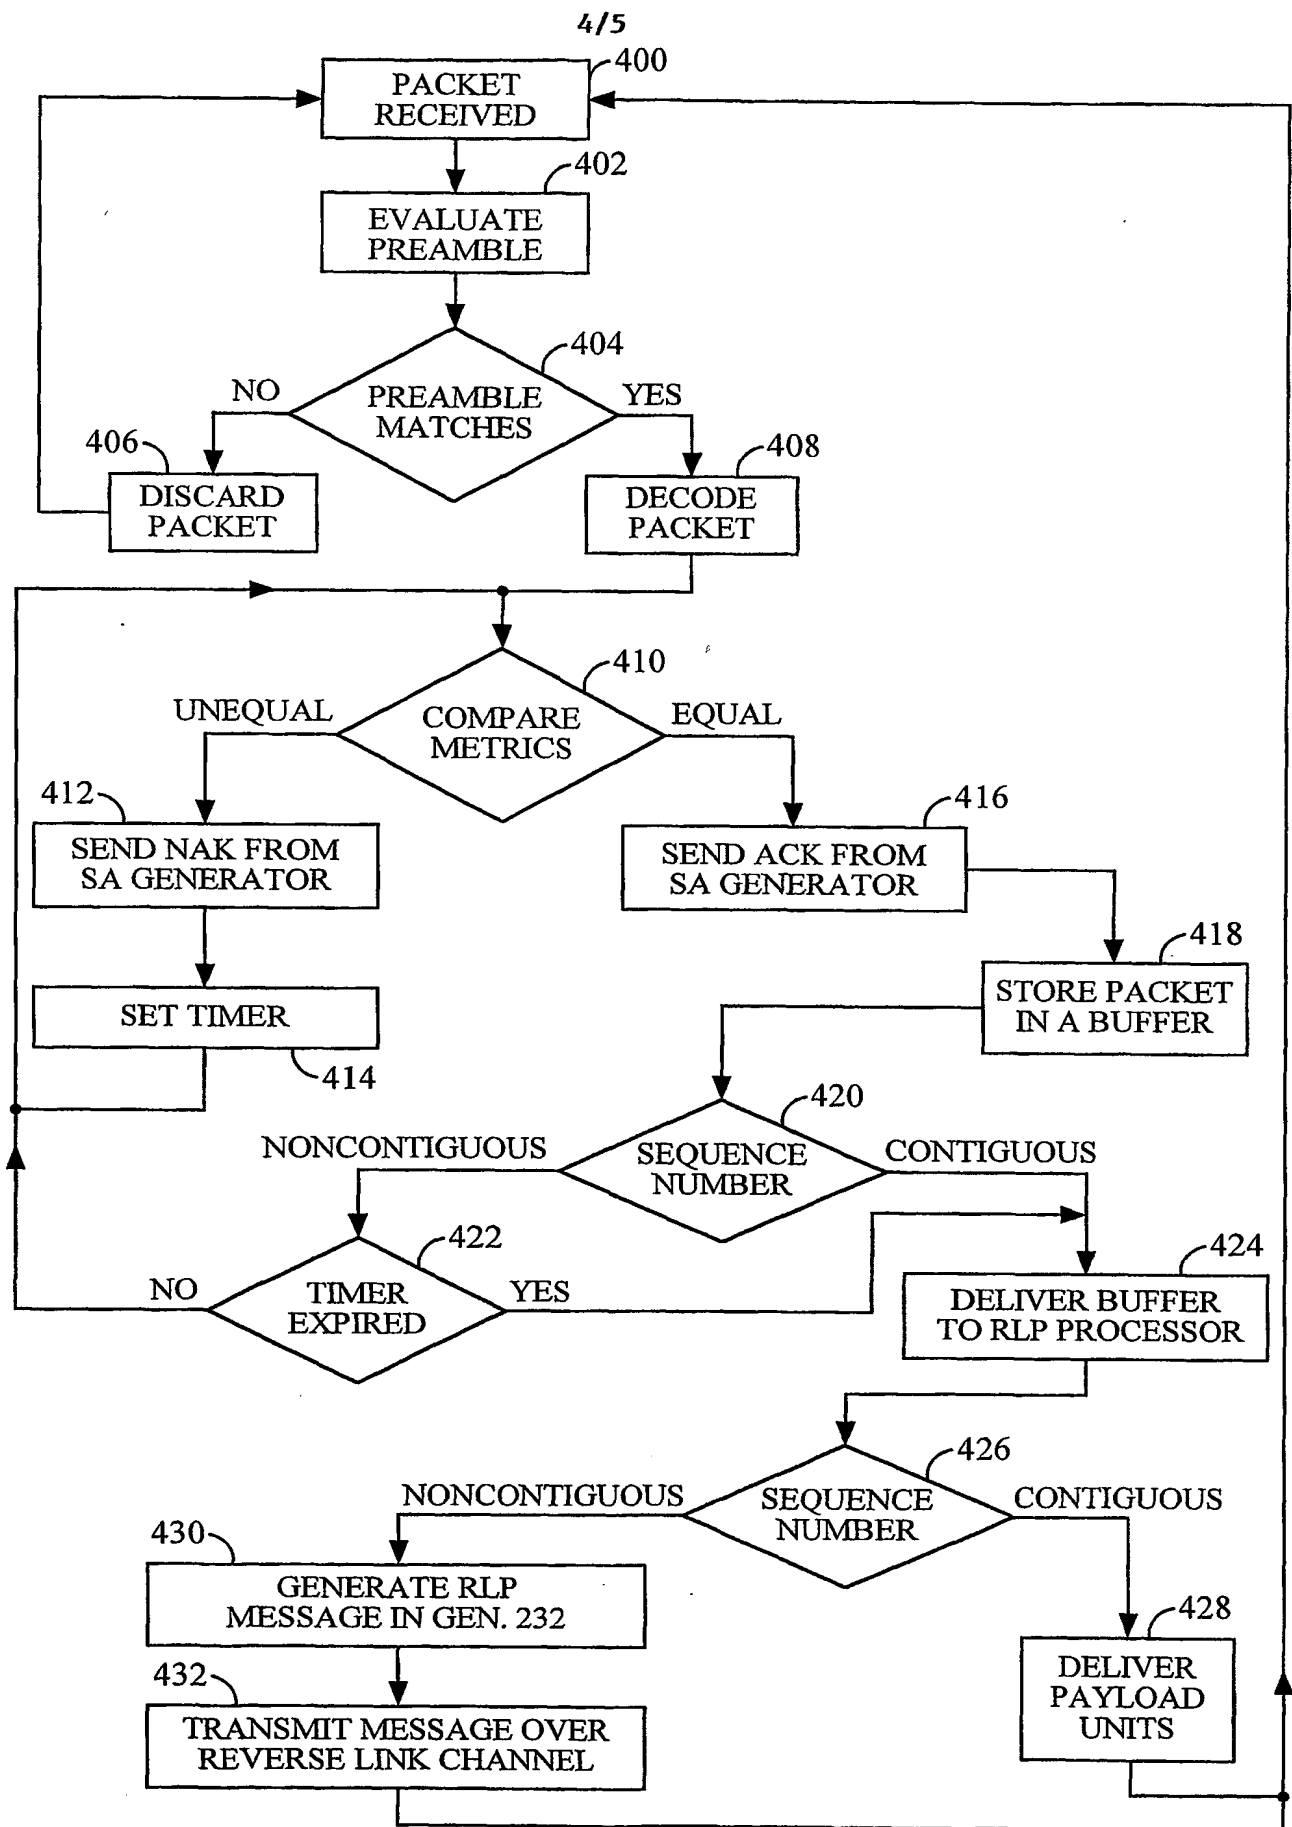 4/5
400
PACKET
RECEIVED
402
EVALUATE
PREAMBLE
404
NO
YES
PREAMBLE
MATCHES
406
408
DISCARD
PACKET
DECODE
PACKET
410
UNEQUAL
EQUAL
COMPARE
METRICS
412
416
SEND NAK FROM
SA GENERATOR
SEND ACK FROM
SA GENERATOR
418
STORE PACKET
IN A BUFFER
SET TIMER
414
420
NONCONTIGUOUS
CONTIGUOUS
SEQUENCE
NUMBER
422
424
NO
YES
TIMER
EXPIRED
DELIVER BUFFER
TO RLP PROCESSOR
426
NONCONTIGUOUS
CONTIGUOUS
SEQUENCE
NUMBER
430
GENERATE RLP
MESSAGE IN GEN. 232
428
DELIVER
PAYLOAD
UNITS
432
TRANSMIT MESSAGE OVER
REVERSE LINK CHANNEL